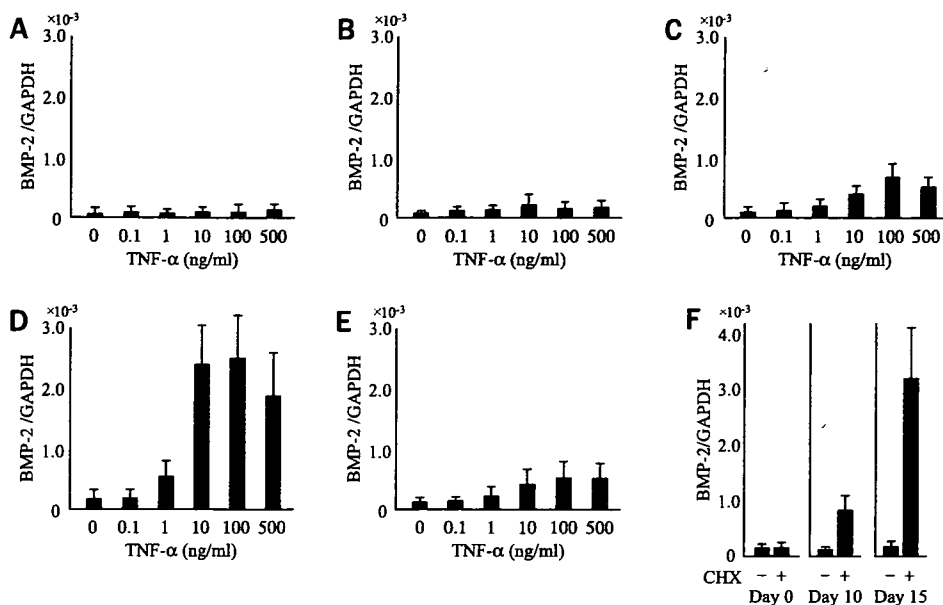 A
×10⁻³
3.0
2.0
1.0
0
BMP-2 /GAPDH
0 0.1 1 10 100 500
TNF-α (ng/ml)
B
×10⁻³
3.0
2.0
1.0
0
BMP-2 /GAPDH
0 0.1 1 10 100 500
TNF-α (ng/ml)
C
×10⁻³
3.0
2.0
1.0
0
BMP-2 /GAPDH
0 0.1 1 10 100 500
TNF-α (ng/ml)
D
×10⁻³
3.0
2.0
1.0
0
BMP-2 /GAPDH
0 0.1 1 10 100 500
TNF-α (ng/ml)
E
×10⁻³
3.0
2.0
1.0
0
BMP-2 /GAPDH
0 0.1 1 10 100 500
TNF-α (ng/ml)
F
×10⁻³
4.0
3.0
2.0
1.0
0
BMP-2/GAPDH
CHX − + − + − +
Day 0 Day 10 Day 15